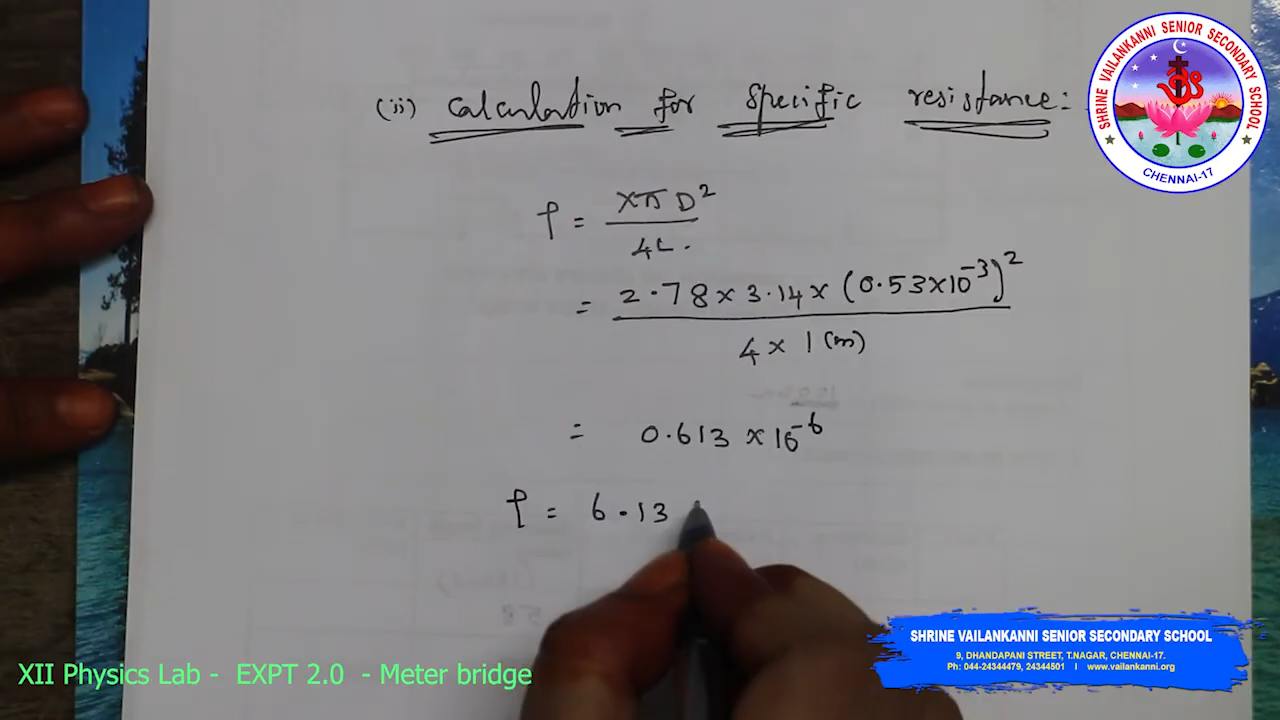 (ii) Calculation for specific resistance:
ρ = XπD² / 4L.
= 2.78 × 3.14 × (0.53×10⁻³)² / 4 × 1 (m)
= 0.613 × 10⁻⁶
ρ = 6.13
SHRINE VAILANKANNI SENIOR SECONDARY SCHOOL
CHENNAI-17
SHRINE VAILANKANNI SENIOR SECONDARY SCHOOL
9, DHANDAPANI STREET, T.NAGAR, CHENNAI-17.
Ph: 044-24344479, 24344501 I www.vailankanni.org
XII Physics Lab - EXPT 2.0 - Meter bridge